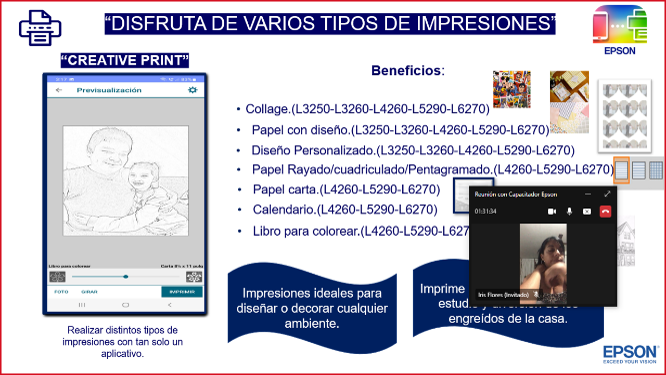 “DISFRUTA DE VARIOS TIPOS DE IMPRESIONES”
EPSON
“CREATIVE PRINT”
Previsualización
Libro para colorear
Carta 8½ x 11 pulg
FOTO
GIRAR
IMPRIMIR
Realizar distintos tipos de
impresiones con tan solo un
aplicativo.
Beneficios:
• Collage.(L3250-L3260-L4260-L5290-L6270)
• Papel con diseño.(L3250-L3260-L4260-L5290-L6270)
• Diseño Personalizado.(L3250-L3260-L4260-L5290-L6270)
• Papel Rayado/cuadriculado/Pentagramado.(L4260-L5290-L6270)
• Papel carta.(L4260-L5290-L6270)
• Calendario.(L4260-L5290-L6270)
• Libro para colorear.(L4260-L5290-L627
Reunión con Capacitador Epson
01:31:34
Iris Flores (Invitado)
Impresiones ideales para
diseñar o decorar cualquier
ambiente.
Imprime
estudio y
los
engreídos de la casa.
EPSON
EXCEED YOUR VISION